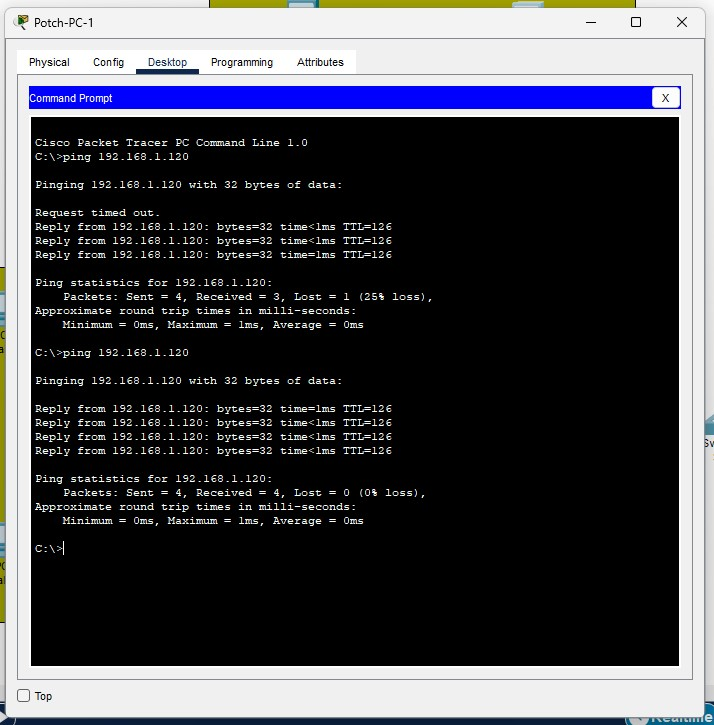 Potch-PC-1
Physical
Config
Desktop
Programming
Attributes
Command Prompt
X
Cisco Packet Tracer PC Command Line 1.0
C:\>ping 192.168.1.120
Pinging 192.168.1.120 with 32 bytes of data:
Request timed out.
Reply from 192.168.1.120: bytes=32 time<1ms TTL=126
Reply from 192.168.1.120: bytes=32 time<1ms TTL=126
Reply from 192.168.1.120: bytes=32 time=1ms TTL=126
Ping statistics for 192.168.1.120:
Packets: Sent = 4, Received = 3, Lost = 1 (25% loss),
Approximate round trip times in milli-seconds:
Minimum = 0ms, Maximum = 1ms, Average = 0ms
C:\>ping 192.168.1.120
Pinging 192.168.1.120 with 32 bytes of data:
Reply from 192.168.1.120: bytes=32 time=1ms TTL=126
Reply from 192.168.1.120: bytes=32 time<1ms TTL=126
Reply from 192.168.1.120: bytes=32 time<1ms TTL=126
Reply from 192.168.1.120: bytes=32 time<1ms TTL=126
Ping statistics for 192.168.1.120:
Packets: Sent = 4, Received = 4, Lost = 0 (0% loss),
Approximate round trip times in milli-seconds:
Minimum = 0ms, Maximum = 1ms, Average = 0ms
C:\>
Top
Realtime